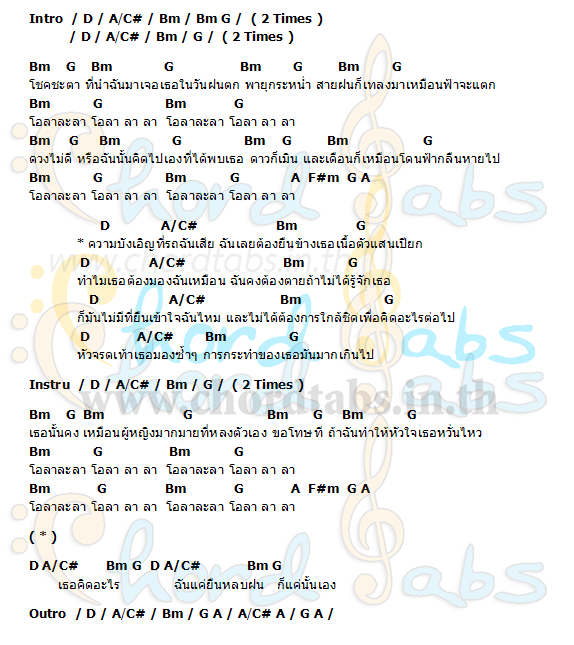 Intro / D / A/C# / Bm / Bm G / ( 2 Times )
/ D / A/C# / Bm / G / ( 2 Times )
Bm G Bm G Bm G Bm G
โชคชะตา ที่นำฉันมาเจอเธอในวันฝนตก พายุกระหน่ำ สายฝนก็เทลงมาเหมือนฟ้าจะแตก
Bm G Bm G
โอลาละลา โอลา ลา ลา โอลาละลา โอลา ลา ลา
Bm G Bm G Bm G Bm G
ดวงไม่ดี หรือฉันนั้นคิดไปเองที่ได้พบเธอ ดาวก็เมิน และเดือนก็เหมือนโดนฟ้ากลืนหายไป
Bm G Bm G A F#m G A
โอลาละลา โอลา ลา ลา โอลาละลา โอลา ลา ลา
D A/C# Bm G
* ความบังเอิญที่รถฉันเสีย ฉันเลยต้องยืนข้างเธอเนื้อตัวแสนเปียก
D A/C# Bm G
ทำไมเธอต้องมองฉันเหมือน ฉันคงต้องตายถ้าไม่ได้รู้จักเธอ
D A/C# Bm G
ก็มันไม่มีที่ยืนเข้าใจฉันไหม และไม่ได้ต้องการใกล้ชิดเพื่อคิดอะไรต่อไป
D A/C# Bm G
หัวจรดเท้าเธอมองซ้ำๆ การกระทำของเธอมันมากเกินไป
Instru / D / A/C# / Bm / G / ( 2 Times )
www.chordtabs.in.th
Bm G Bm G Bm G Bm G
เธอนั้นคง เหมือนผู้หญิงมากมายที่หลงตัวเอง ขอโทษที ถ้าฉันทำให้หัวใจเธอหวั่นไหว
Bm G Bm G
โอลาละลา โอลา ลา ลา โอลาละลา โอลา ลา ลา
Bm G Bm G A F#m G A
โอลาละลา โอลา ลา ลา โอลาละลา โอลา ลา ลา
( * )
D A/C# Bm G D A/C# Bm G
เธอคิดอะไร ฉันแค่ยืนหลบฝน ก็แค่นั้นเอง
Outro / D / A/C# / Bm / G A / A/C# A / G A /